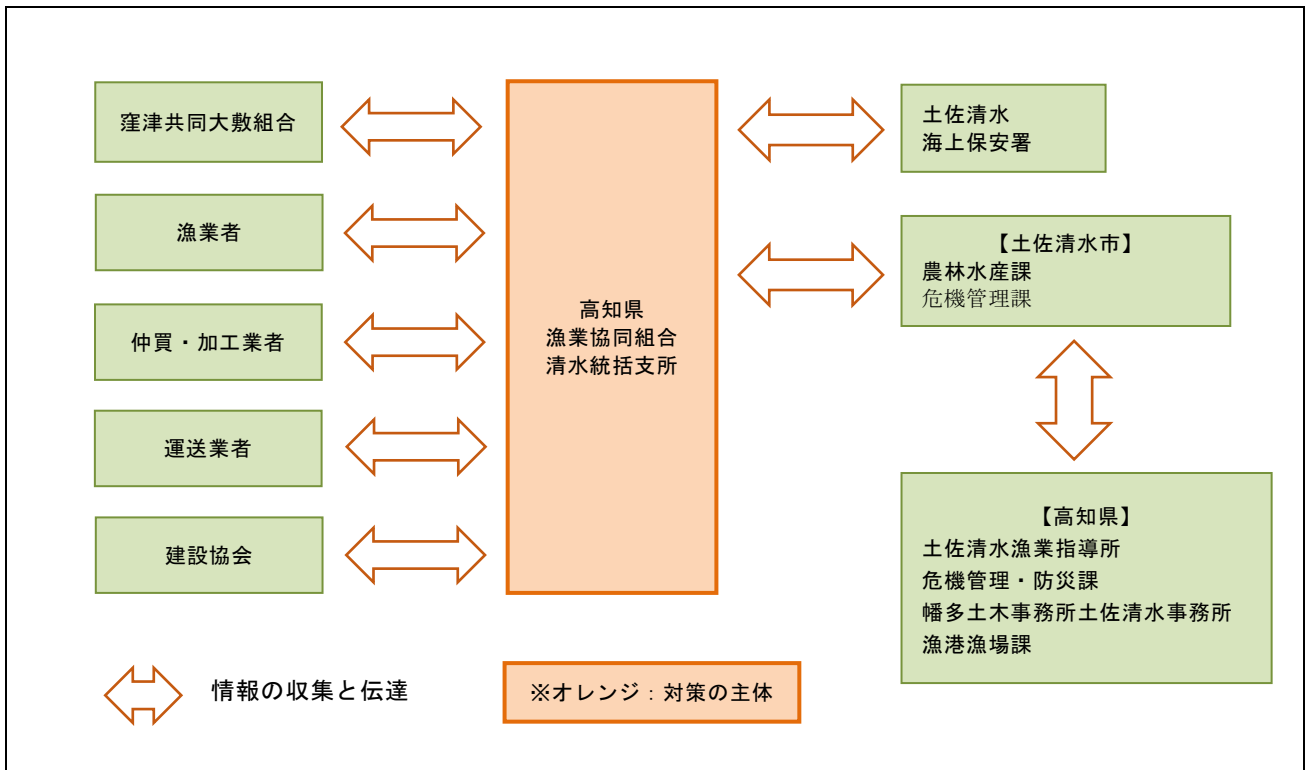 窪津共同大敷組合
漁業者
仲買・加工業者
運送業者
建設協会
高知県
漁業協同組合
清水統括支所
土佐清水
海上保安署
【土佐清水市】
農林水産課
危機管理課
【高知県】
土佐清水漁業指導所
危機管理・防災課
幡多土木事務所土佐清水事務所
漁港漁場課
情報の収集と伝達
※オレンジ：対策の主体